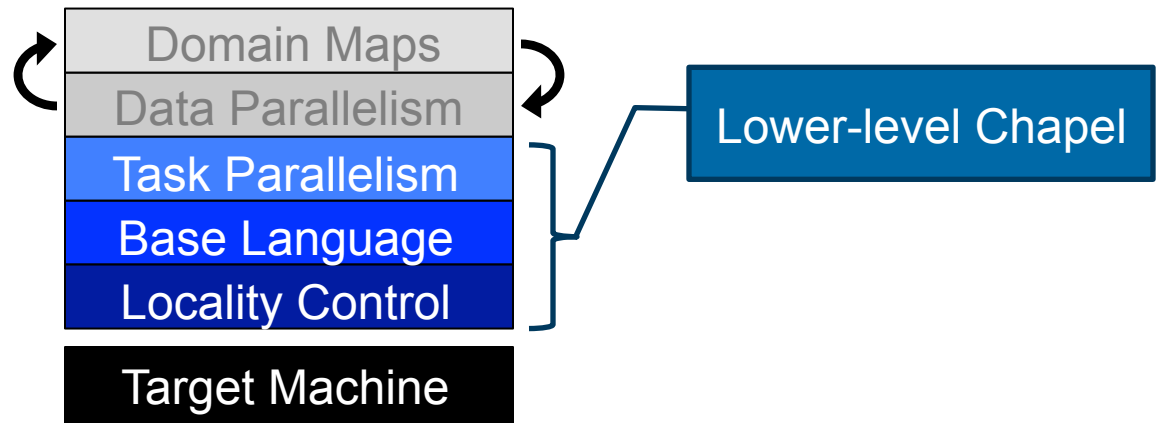 Domain Maps
Data Parallelism
Task Parallelism
Base Language
Locality Control
Target Machine
Lower-level Chapel